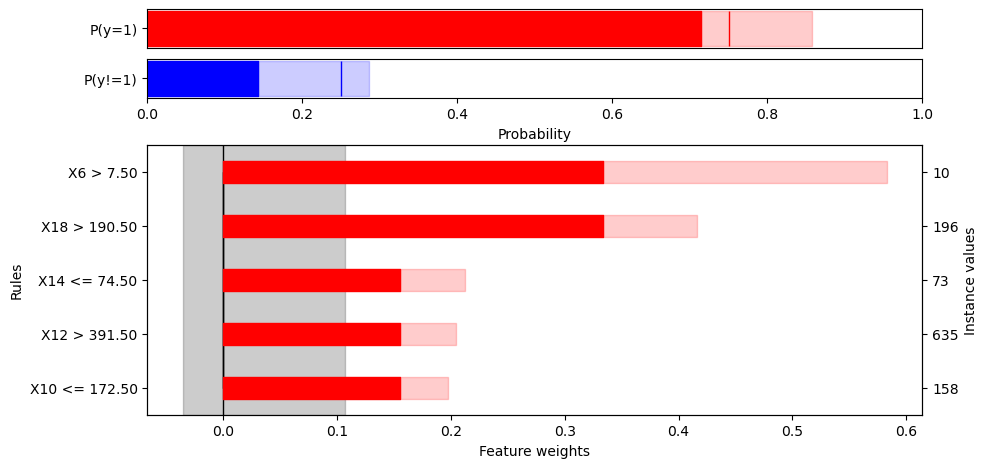 P(y=1)
P(y!=1)
0.0 0.2 0.4 0.6 0.8 1.0
Probability
X6 > 7.50 10
X18 > 190.50 196
X14 <= 74.50 73
X12 > 391.50 635
X10 <= 172.50 158
Rules
Instance values
0.0 0.1 0.2 0.3 0.4 0.5 0.6
Feature weights